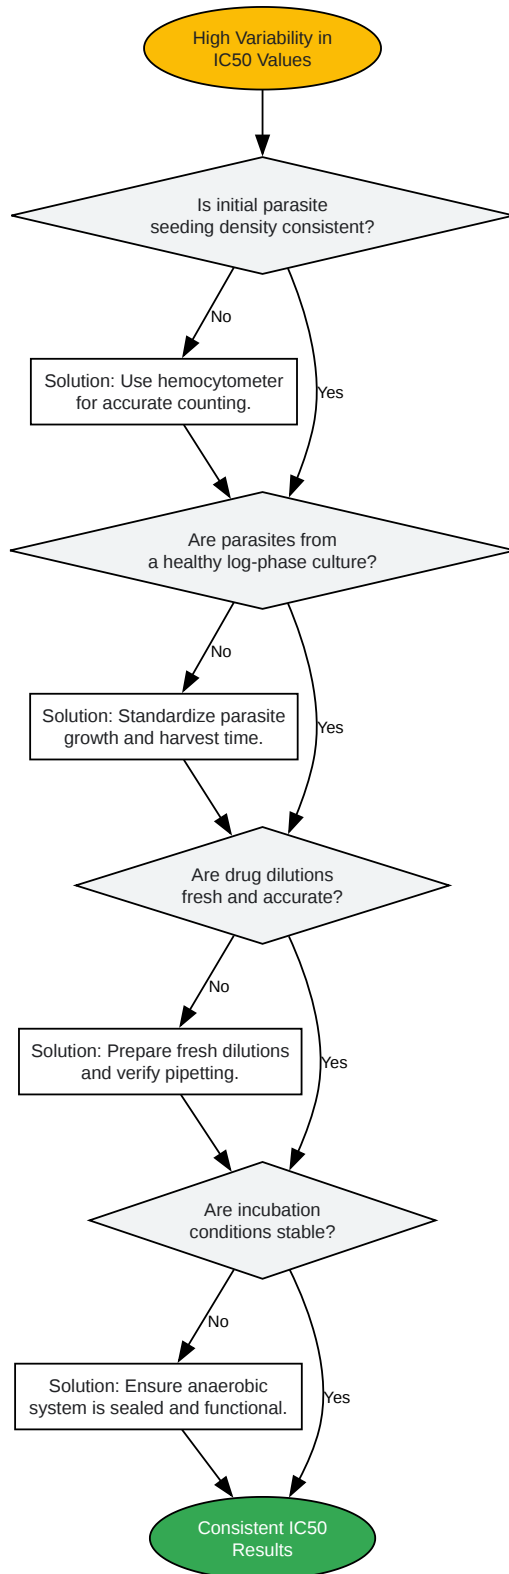 High Variability in
IC50 Values
Is initial parasite
seeding density consistent?
No
Solution: Use hemocytometer
for accurate counting.
Yes
Are parasites from
a healthy log-phase culture?
No
Solution: Standardize parasite
growth and harvest time.
Yes
Are drug dilutions
fresh and accurate?
No
Solution: Prepare fresh dilutions
and verify pipetting.
Yes
Are incubation
conditions stable?
No
Solution: Ensure anaerobic
system is sealed and functional.
Yes
Consistent IC50
Results